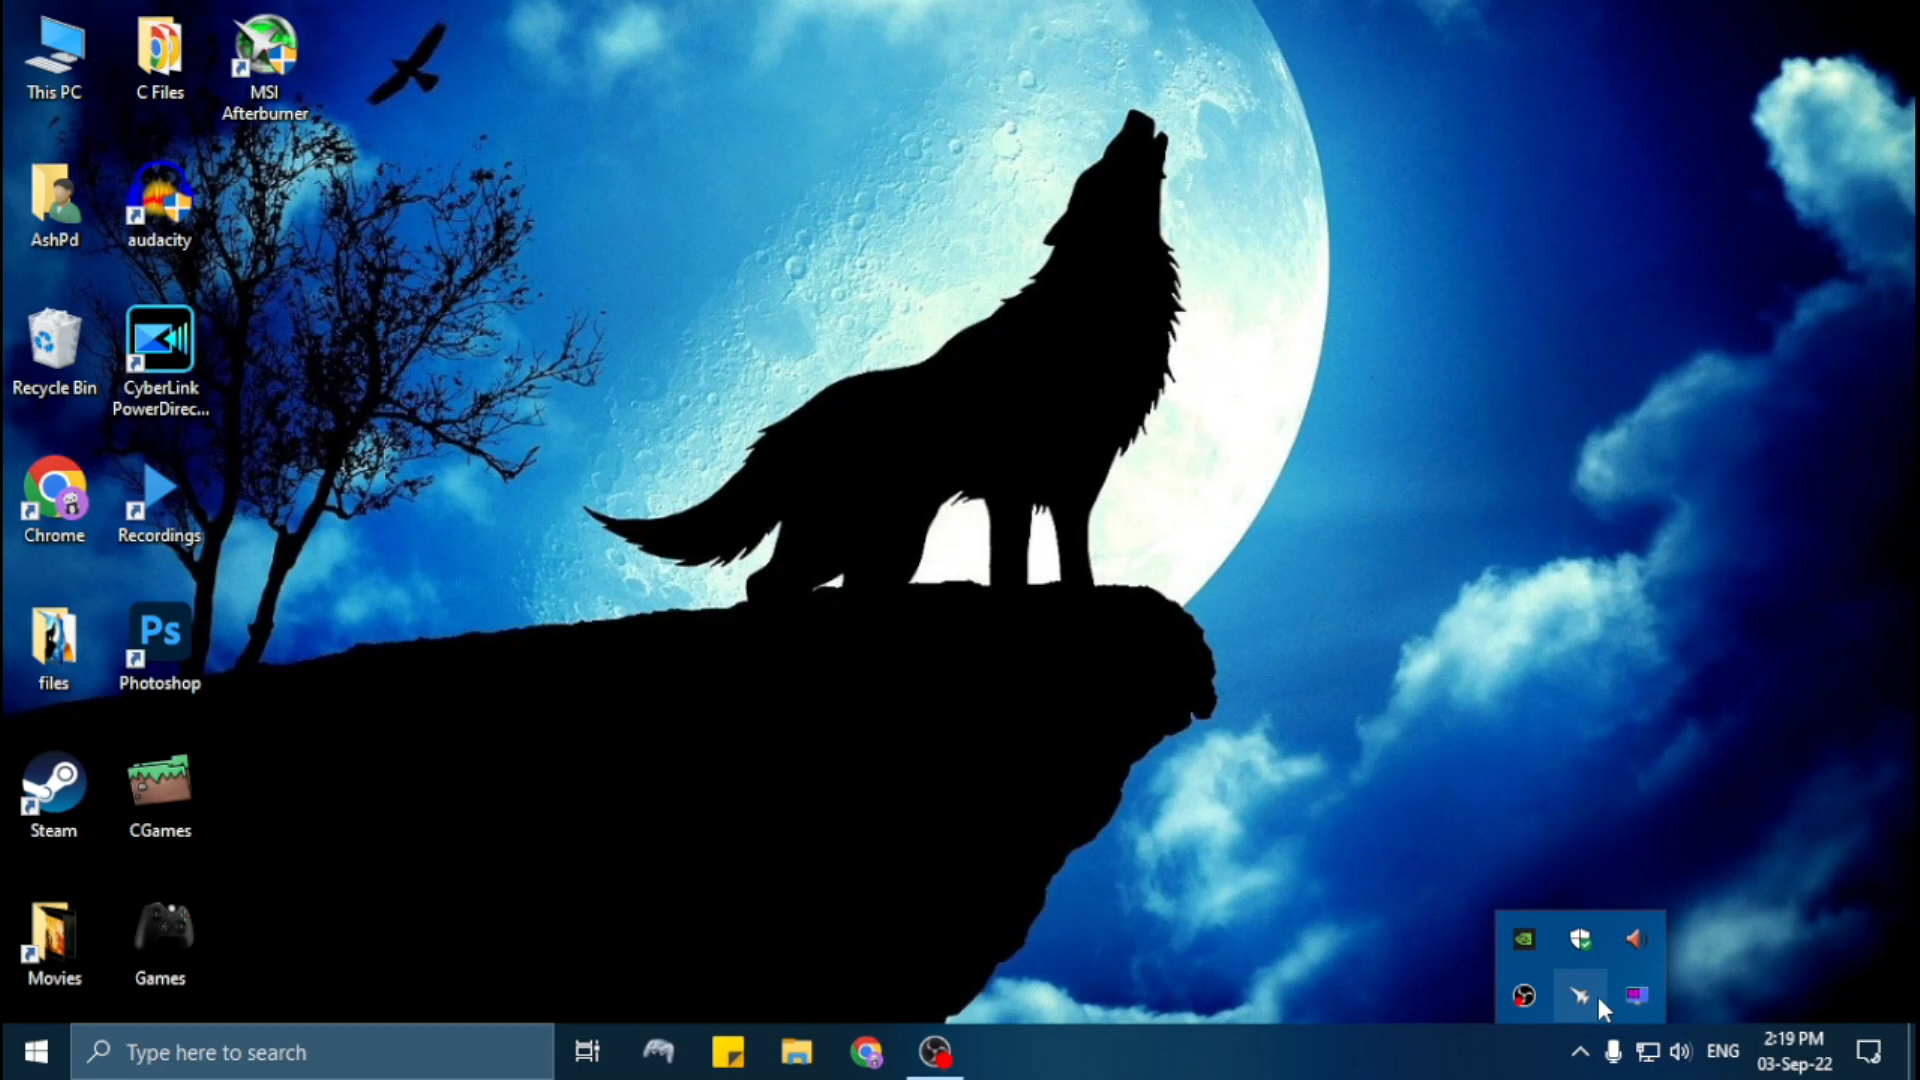 This PC
C Files
MSI
Afterburner
AshPd
audacity
Recycle Bin
CyberLink
PowerDirec...
Chrome
Recordings
files
Ps
Photoshop
Steam
CGames
Movies
Games
Type here to search
ENG
2:19 PM
03-Sep-22